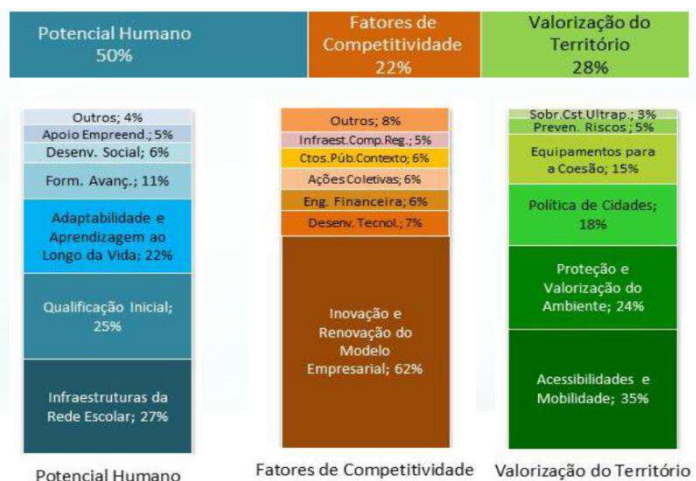 Potencial Humano
50%
Fatores de
Competitividade
22%
Valorização do
Território
28%
Outros; 4%
Apoio Empreend.; 5%
Desenv. Social; 6%
Form. Avanç.; 11%
Adaptabilidade e
Aprendizagem ao
Longo da Vida; 22%
Qualificação Inicial;
25%
Infraestruturas da
Rede Escolar; 27%
Potencial Humano
Outros; 8%
Infraest.Comp.Reg.; 5%
Ctos.Púb.Contexto; 6%
Ações Coletivas; 6%
Eng. Financeira; 6%
Desenv. Tecnol.; 7%
Inovação e
Renovação do
Modelo
Empresarial; 62%
Fatores de Competitividade
Sobr.Cst.Ultrap.; 3%
Preven. Riscos; 5%
Equipamentos para
a Coesão; 15%
Política de Cidades;
18%
Proteção e
Valorização do
Ambiente; 24%
Acessibilidades e
Mobilidade; 35%
Valorização do Território